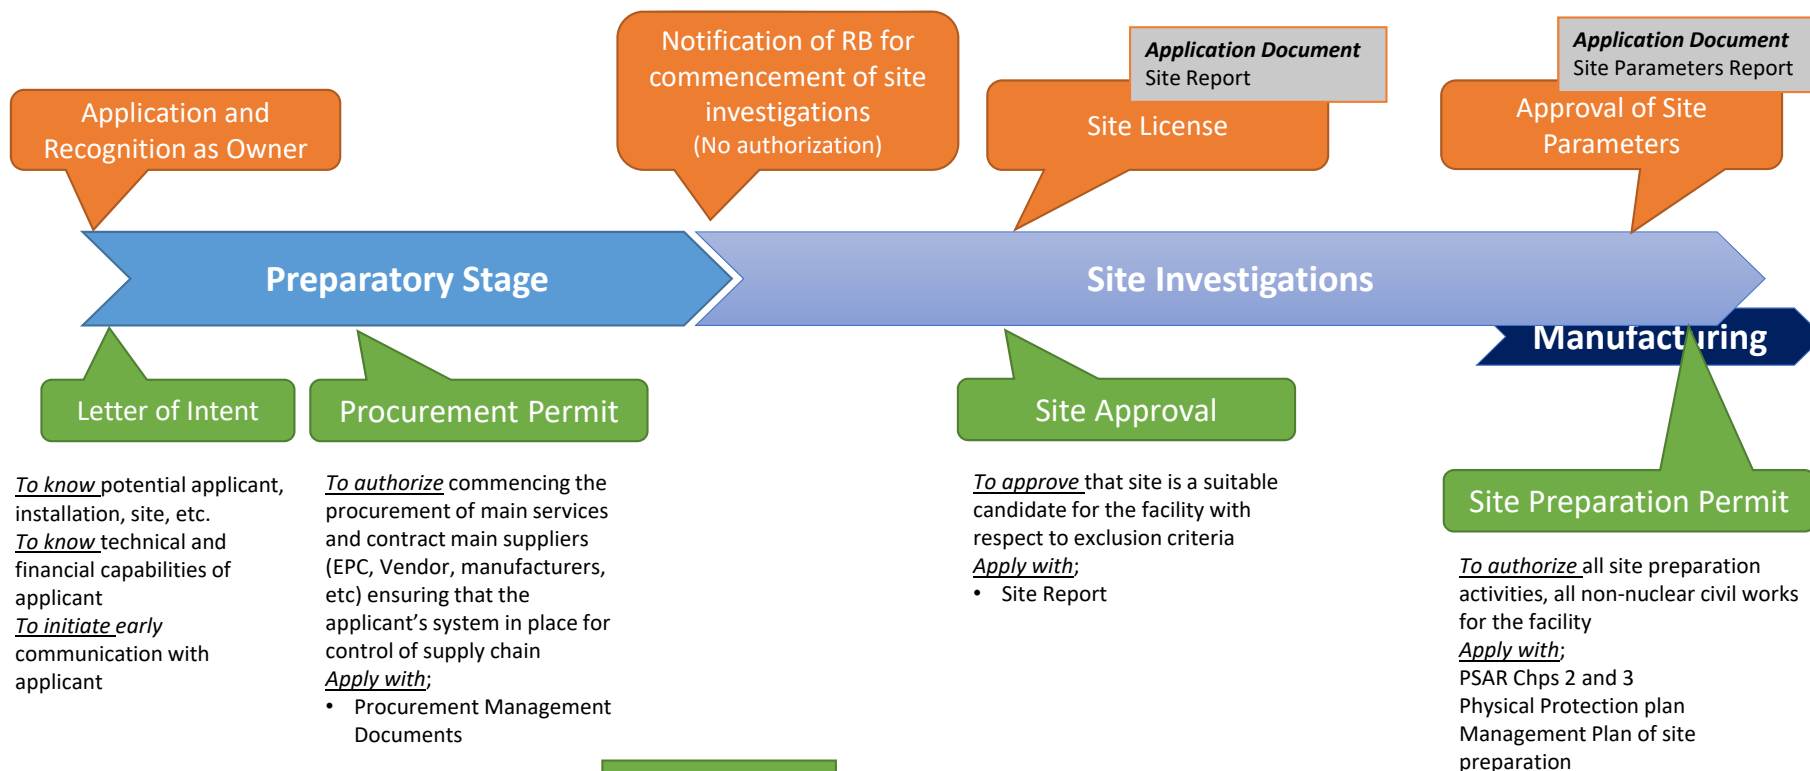 Application and
Recognition as Owner
Notification of RB for
commencement of site
investigations
(No authorization)
Application Document
Site Report
Site License
Application Document
Site Parameters Report
Approval of Site
Parameters
Preparatory Stage
Site Investigations
Manufacturing
Letter of Intent
Procurement Permit
Site Approval
Site Preparation Permit
To know potential applicant,
installation, site, etc.
To know technical and
financial capabilities of
applicant
To initiate early
communication with
applicant
To authorize commencing the
procurement of main services
and contract main suppliers
(EPC, Vendor, manufacturers,
etc) ensuring that the
applicant’s system in place for
control of supply chain
Apply with;
• Procurement Management
Documents
To approve that site is a suitable
candidate for the facility with
respect to exclusion criteria
Apply with;
• Site Report
To authorize all site preparation
activities, all non-nuclear civil works
for the facility
Apply with;
PSAR Chps 2 and 3
Physical Protection plan
Management Plan of site
preparation